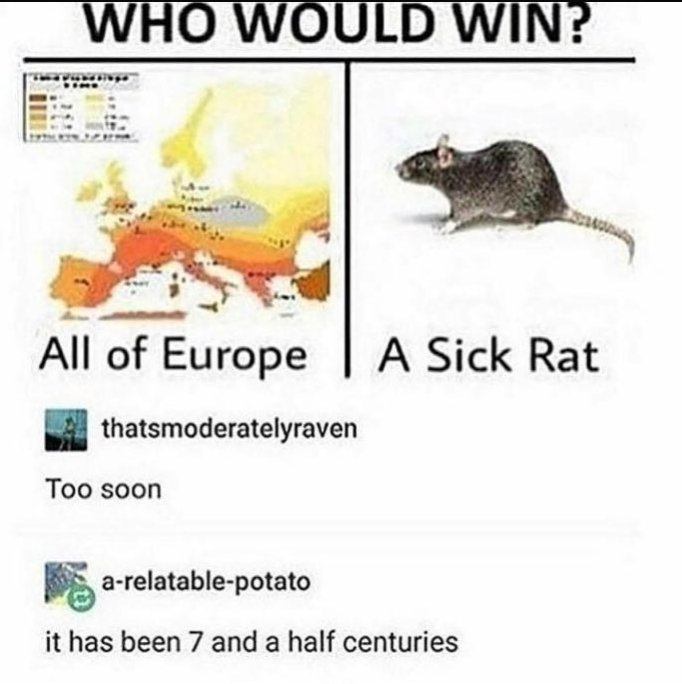 WHO WOULD WIN?
All of Europe
A Sick Rat
thatsmoderatelyraven
Too soon
a-relatable-potato
it has been 7 and a half centuries